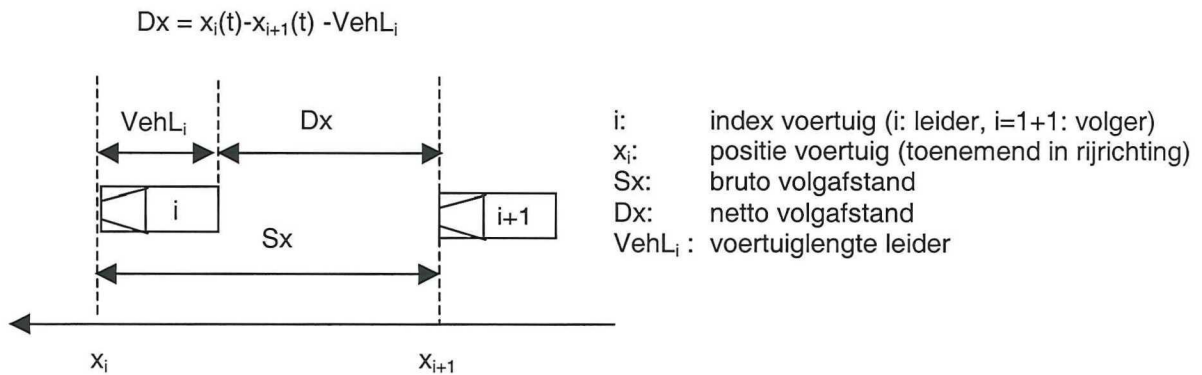 Dx = xᵢ(t)-xᵢ₊₁(t) -VehLᵢ
VehLᵢ
Dx
i
i+1
Sx
xᵢ
xᵢ₊₁
i: index voertuig (i: leider, i=1+1: volger)
xᵢ: positie voertuig (toenemend in rijrichting)
Sx: bruto volgafstand
Dx: netto volgafstand
VehLᵢ : voertuiglengte leider